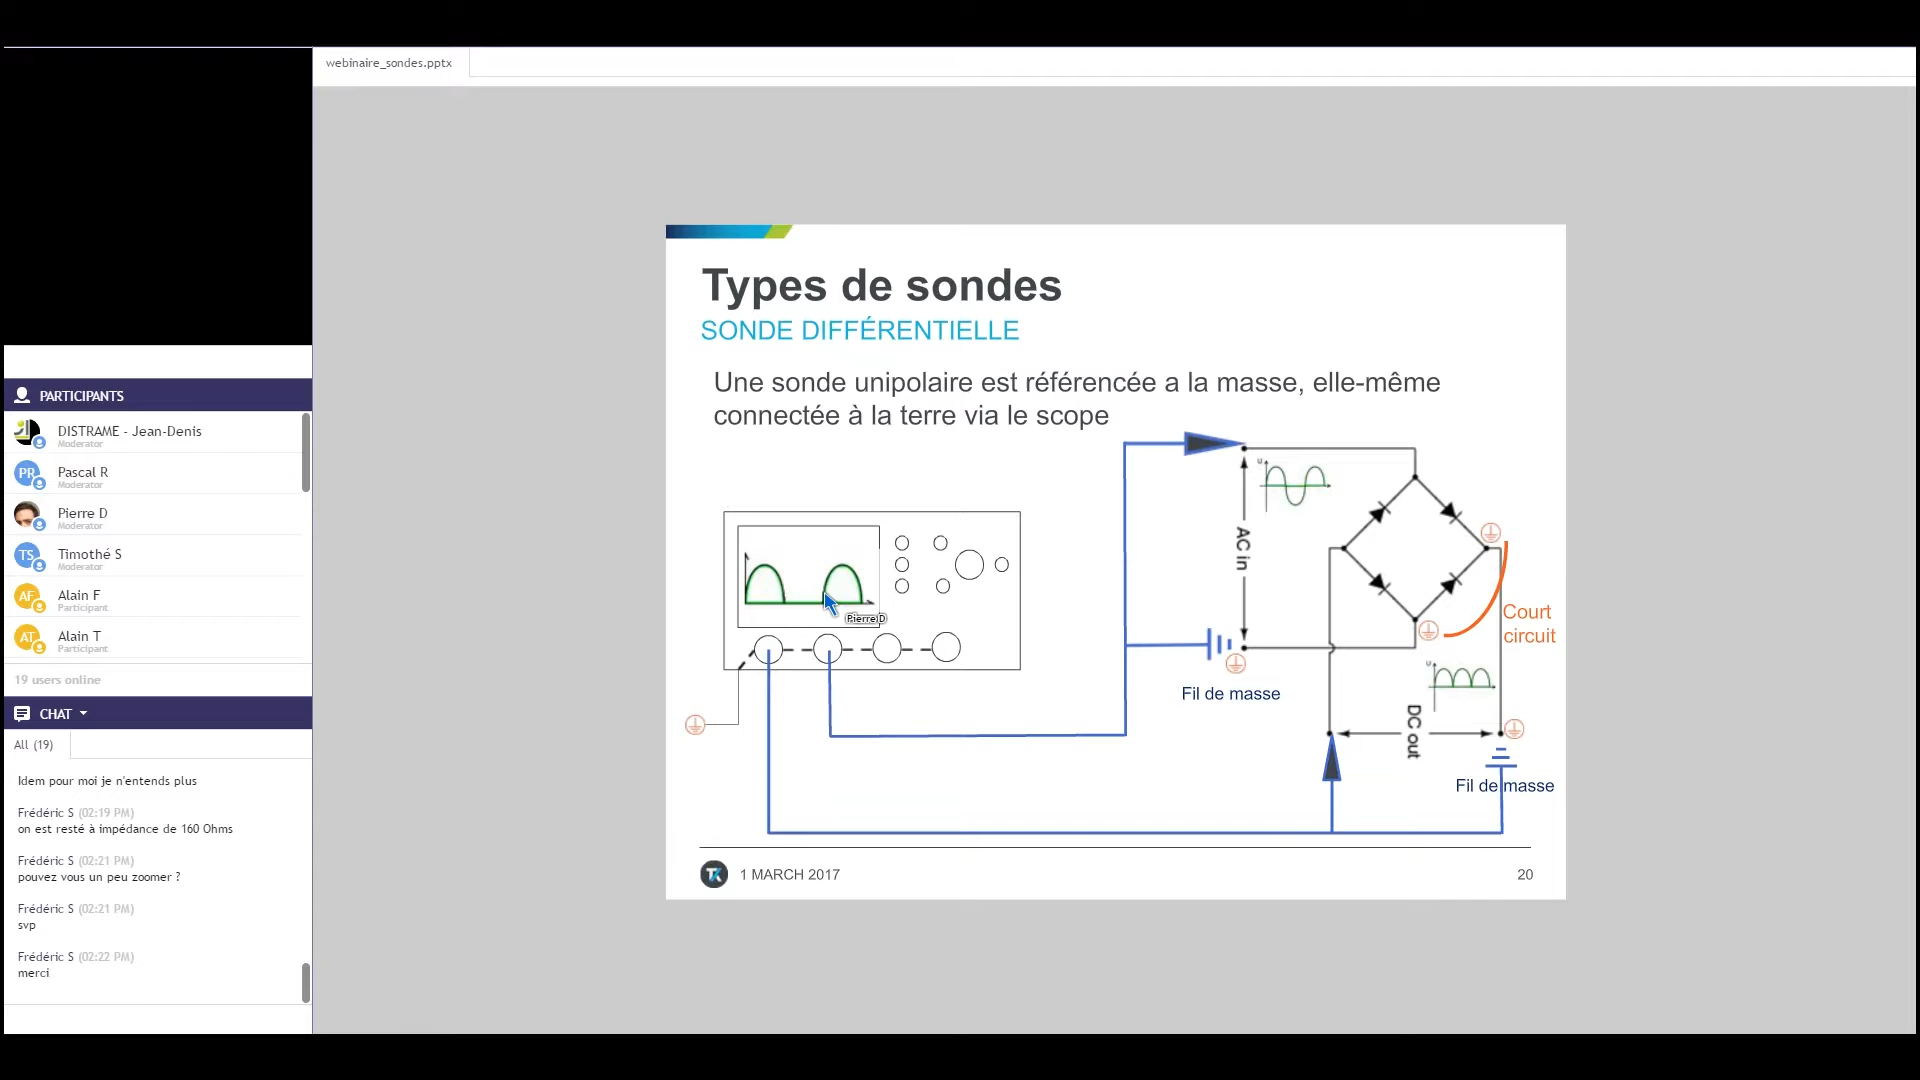 webinaire_sondes.pptx
PARTICIPANTS
DISTRAME - Jean-Denis
Moderator
PR
Pascal R
Moderator
Pierre D
Moderator
TS
Timothé S
Moderator
AF
Alain F
Participant
AT
Alain T
Participant
19 users online
CHAT
All (19)
Idem pour moi je n'entends plus
Frédéric S (02:19 PM)
on est resté à impédance de 160 Ohms
Frédéric S (02:21 PM)
pouvez vous un peu zoomer ?
Frédéric S (02:21 PM)
svp
Frédéric S (02:22 PM)
merci
Types de sondes
SONDE DIFFÉRENTIELLE
Une sonde unipolaire est référencée a la masse, elle-même
connectée à la terre via le scope
U
AC in
Pierre D
Court
circuit
Fil de masse
U
DC out
Fil de masse
1 MARCH 2017
20